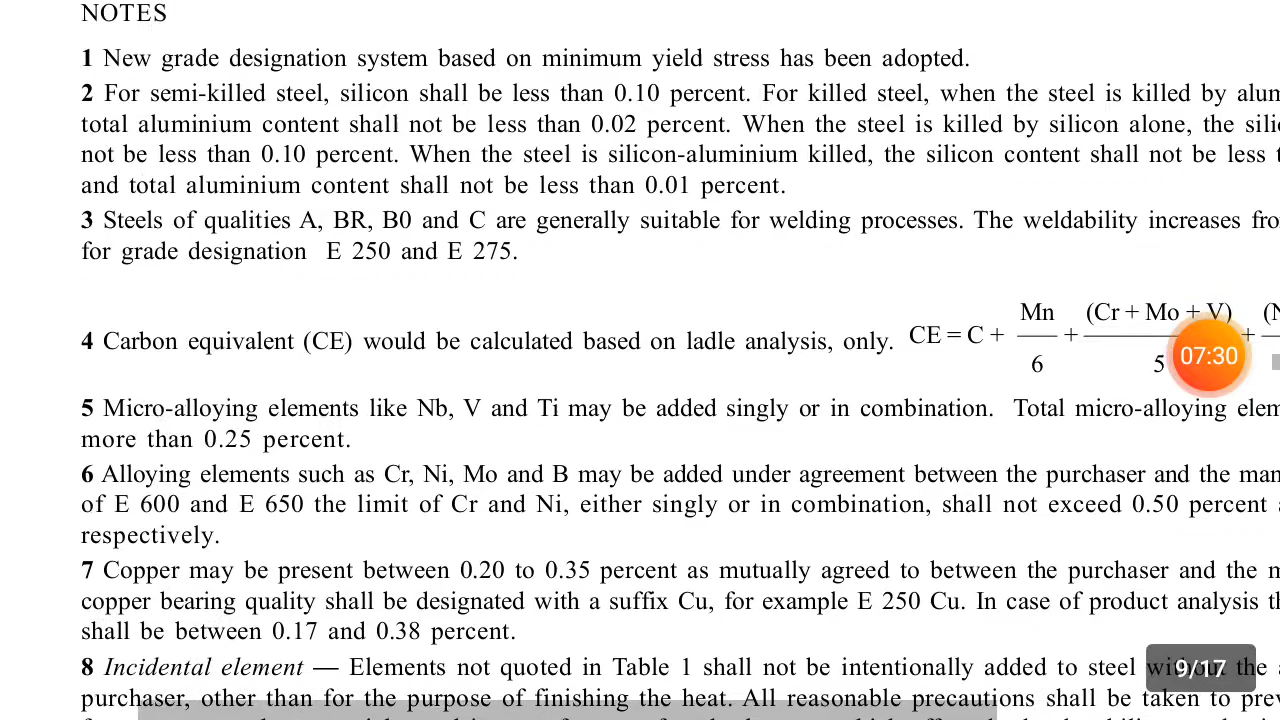 NOTES
1 New grade designation system based on minimum yield stress has been adopted.
2 For semi-killed steel, silicon shall be less than 0.10 percent. For killed steel, when the steel is killed by alum
total aluminium content shall not be less than 0.02 percent. When the steel is killed by silicon alone, the sili
not be less than 0.10 percent. When the steel is silicon-aluminium killed, the silicon content shall not be less
and total aluminium content shall not be less than 0.01 percent.
3 Steels of qualities A, BR, B0 and C are generally suitable for welding processes. The weldability increases fro
for grade designation E 250 and E 275.
4 Carbon equivalent (CE) would be calculated based on ladle analysis, only. CE = C + Mn/6 + (Cr + Mo + V)/5 + (N
07:30
5 Micro-alloying elements like Nb, V and Ti may be added singly or in combination. Total micro-alloying elem
more than 0.25 percent.
6 Alloying elements such as Cr, Ni, Mo and B may be added under agreement between the purchaser and the man
of E 600 and E 650 the limit of Cr and Ni, either singly or in combination, shall not exceed 0.50 percent
respectively.
7 Copper may be present between 0.20 to 0.35 percent as mutually agreed to between the purchaser and the m
copper bearing quality shall be designated with a suffix Cu, for example E 250 Cu. In case of product analysis th
shall be between 0.17 and 0.38 percent.
8 Incidental element — Elements not quoted in Table 1 shall not be intentionally added to steel without the
9/17
purchaser, other than for the purpose of finishing the heat. All reasonable precautions shall be taken to prev